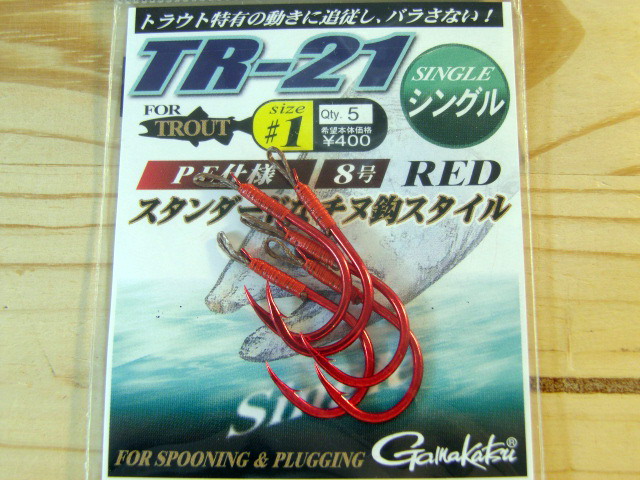 トラウト特有の動きに追従し、バラさない!
TR-21
SINGLE
シングル
FOR
TROUT
size
#1
Qty. 5
希望本体価格
¥400
PE仕様
8号
RED
スタンダードなチヌ鈎スタイル
FOR SPOONING & PLUGGING
Gamakatsu®